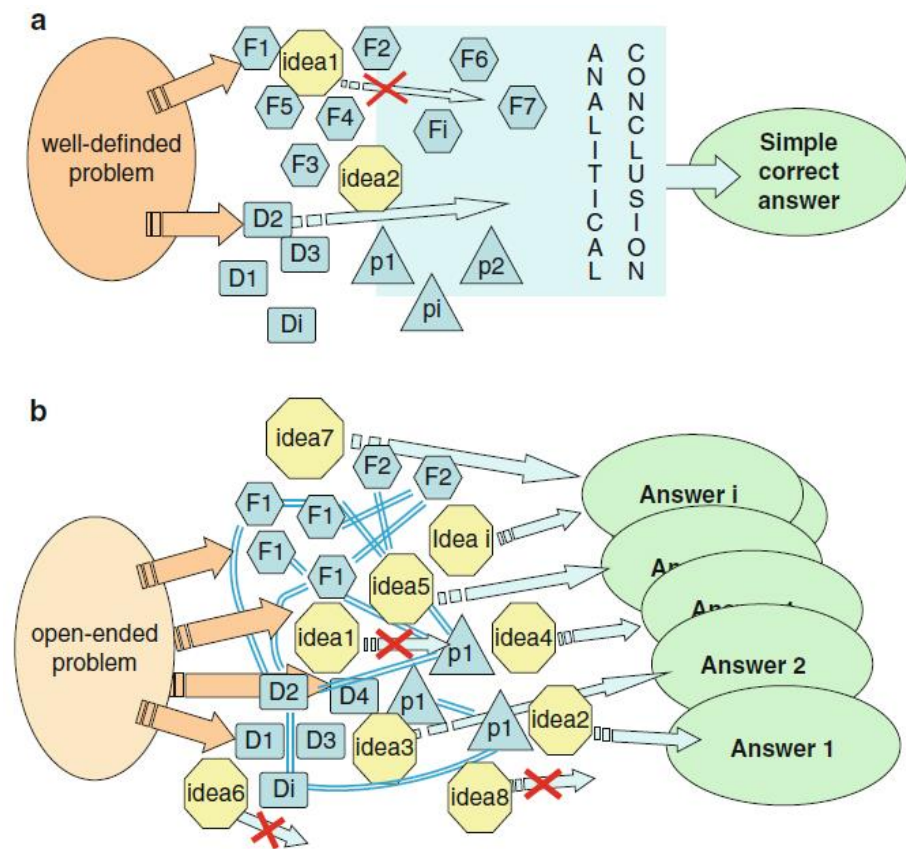 a
F1
idea1
F2
F6
F5
F4
F7
Fi
F3
idea2
well-definded
problem
D2
D3
D1
Di
p1
p2
pi
ANALITICAL
CONCLUSION
Simple
correct
answer
b
idea7
F2
F2
F1
F1
F1
F1
Idea i
idea5
idea1
p1
idea4
open-ended
problem
D2
D4
p1
p1
idea2
D1
D3
idea3
Di
idea6
idea8
Answer i
Answer 2
Answer 1